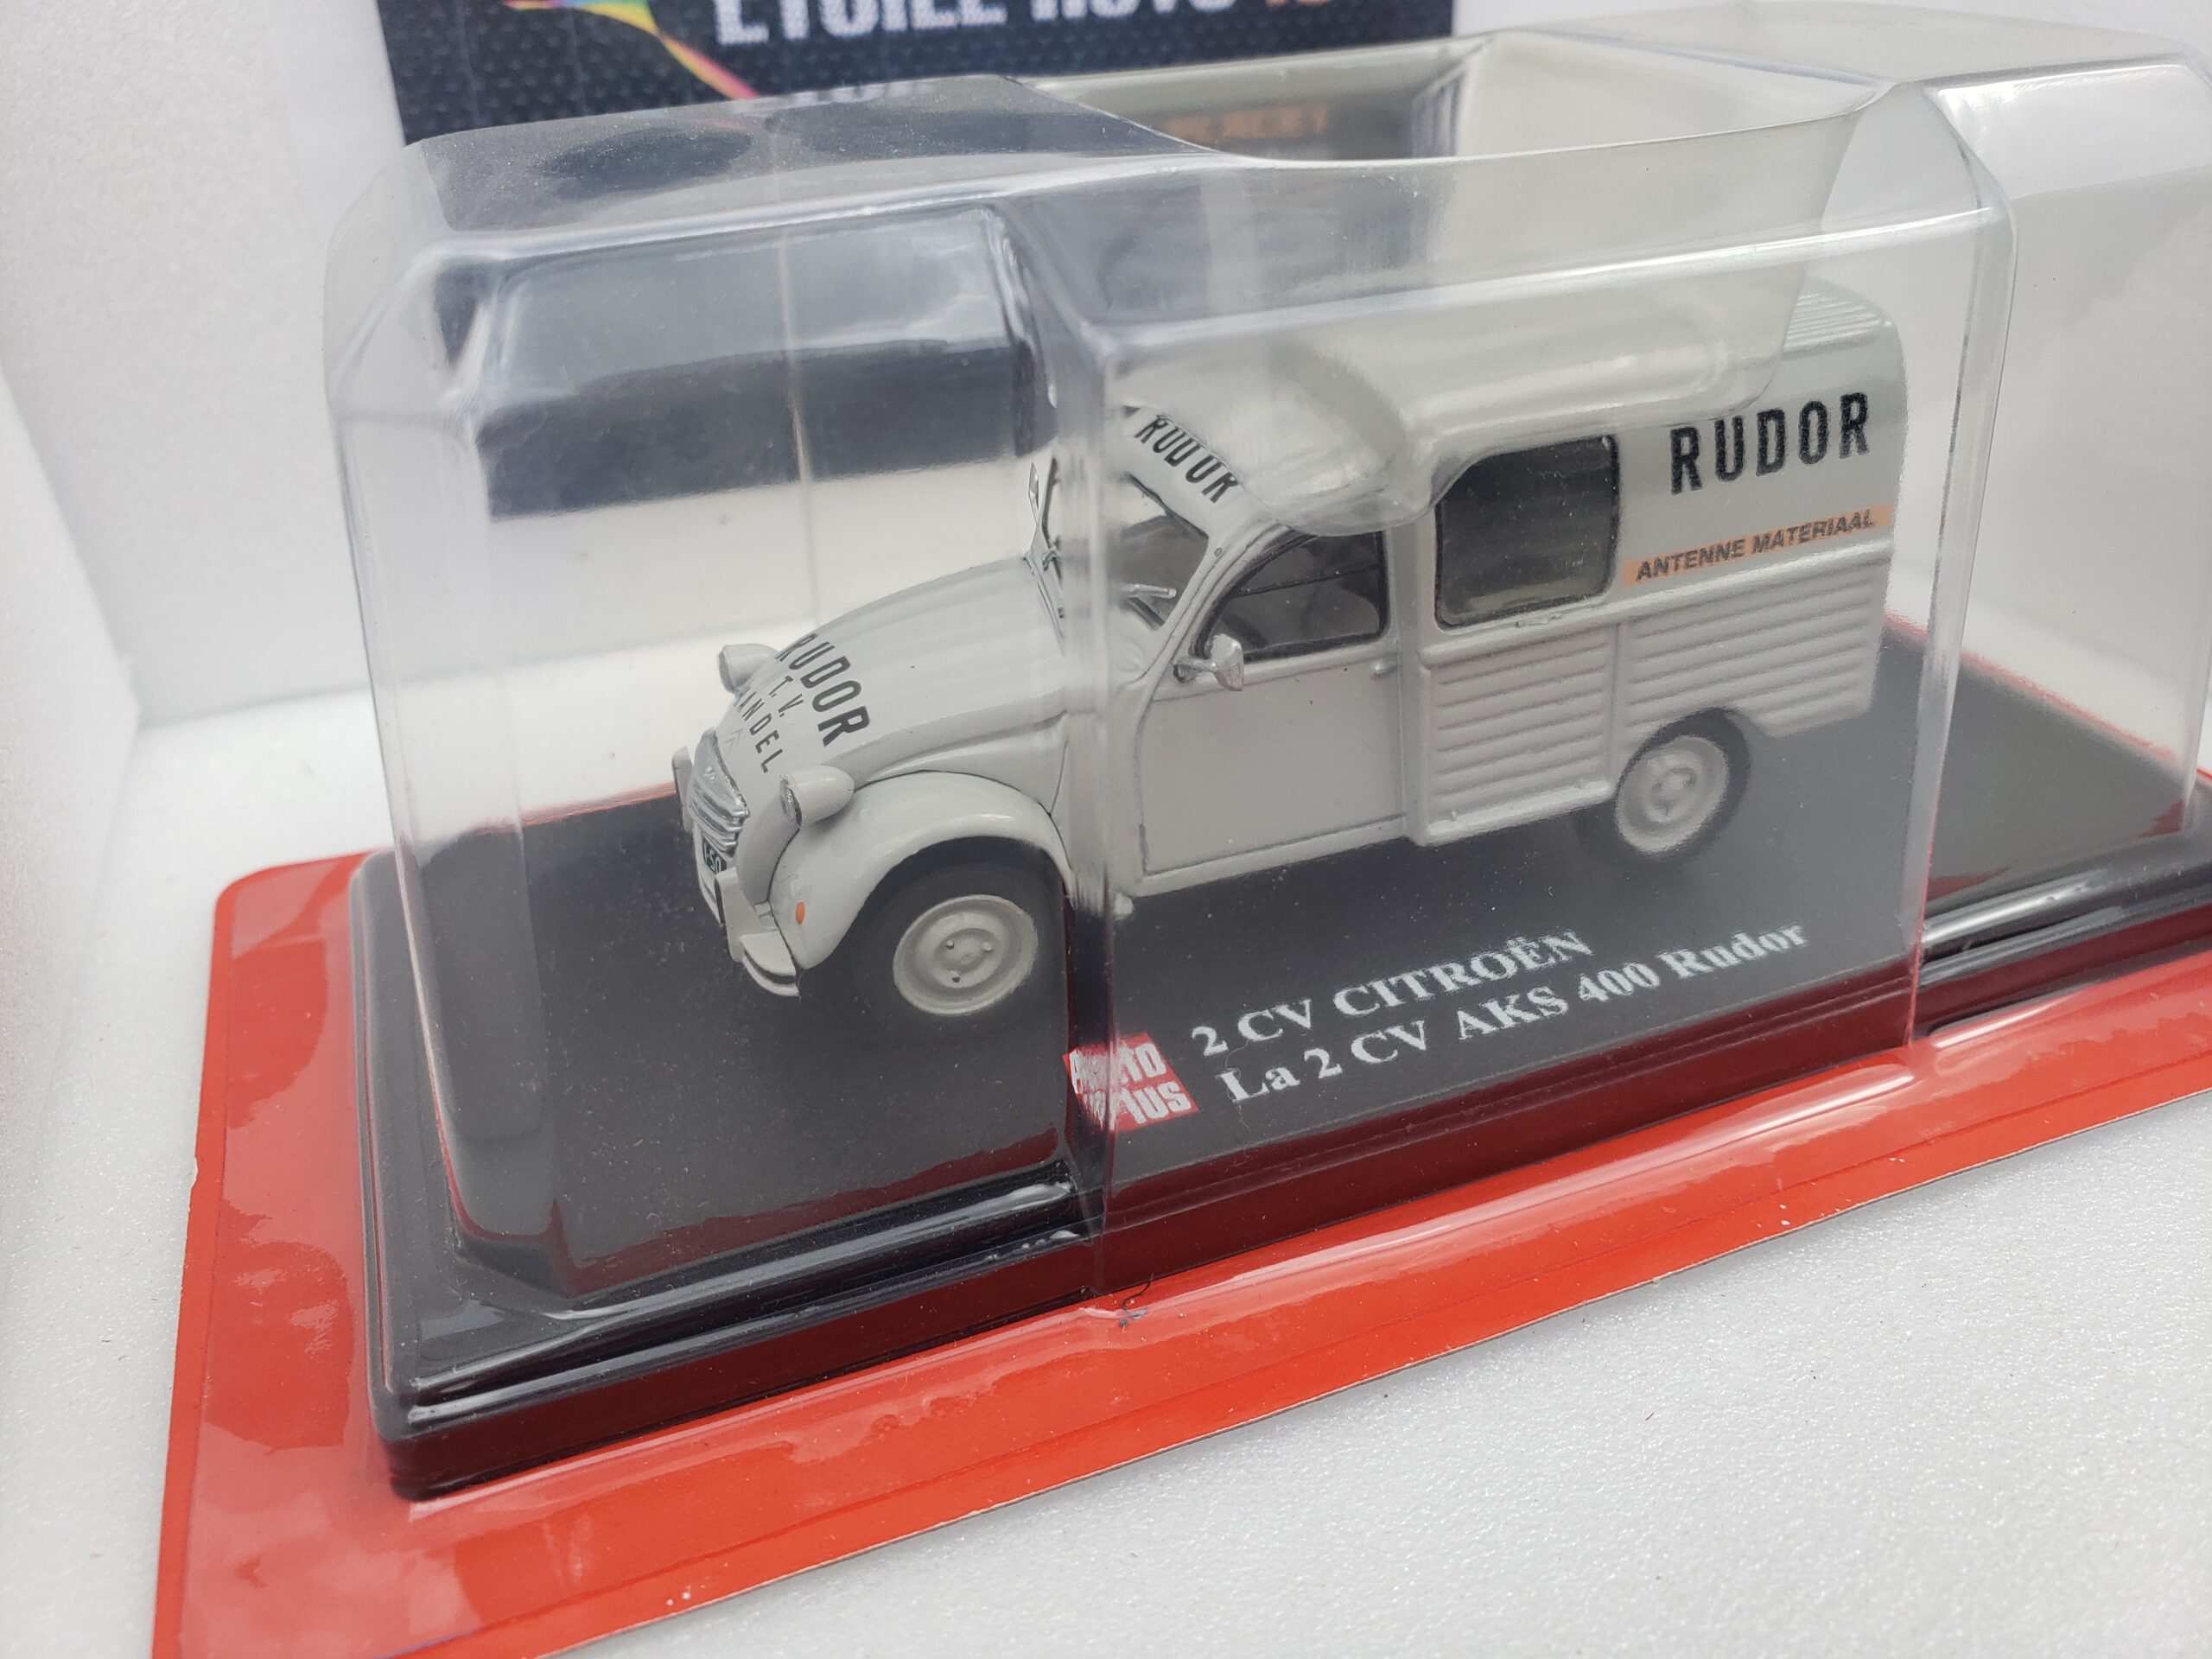 RUDOR
RUDOR
ANTENNE MATERIAAL
RUDOR
T.V.
2 CV CITROËN
La 2 CV AKS 400 Rudor